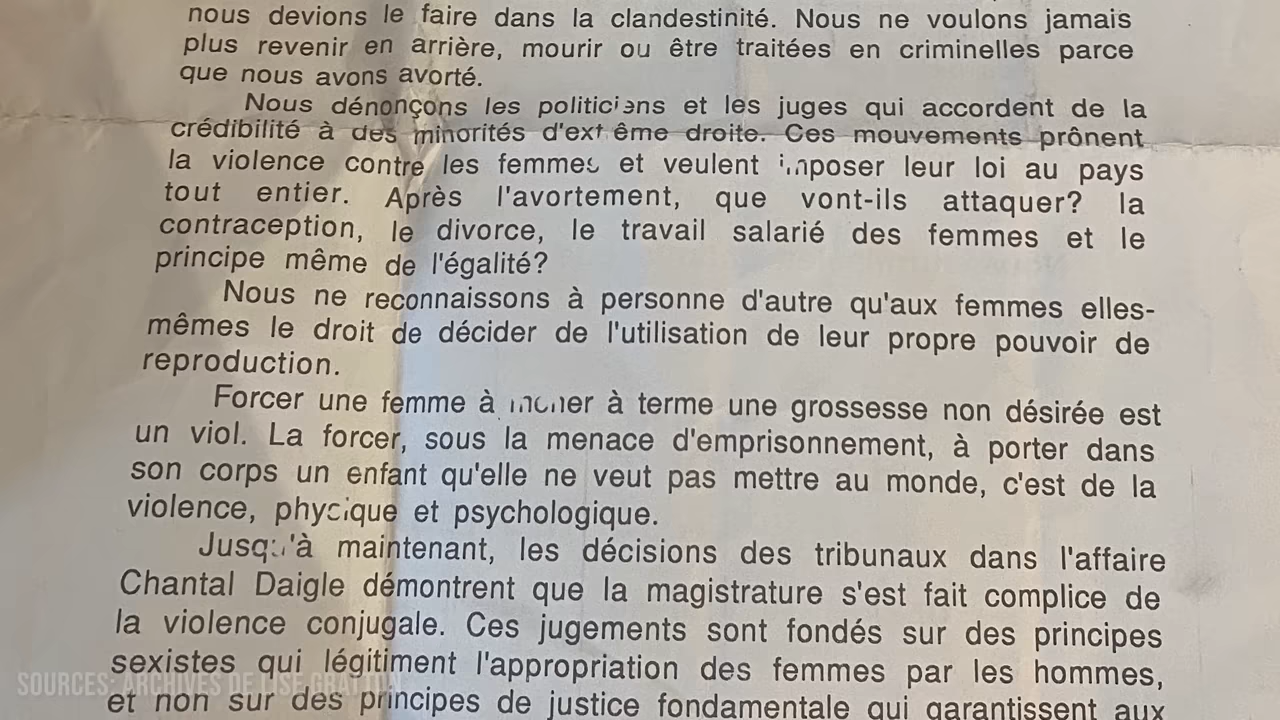 nous devions le faire dans la clandestinité. Nous ne voulons jamais
plus revenir en arrière, mourir ou être traitées en criminelles parce
que nous avons avorté.
Nous dénonçons les politiciens et les juges qui accordent de la
crédibilité à des minorités d'extrême droite. Ces mouvements prônent
la violence contre les femmes et veulent imposer leur loi au pays
tout entier. Après l'avortement, que vont-ils attaquer? la
contraception, le divorce, le travail salarié des femmes et le
principe même de l'égalité?
Nous ne reconnaissons à personne d'autre qu'aux femmes elles-
mêmes le droit de décider de l'utilisation de leur propre pouvoir de
reproduction.
Forcer une femme à mener à terme une grossesse non désirée est
un viol. La forcer, sous la menace d'emprisonnement, à porter dans
son corps un enfant qu'elle ne veut pas mettre au monde, c'est de la
violence, physique et psychologique.
Jusqu'à maintenant, les décisions des tribunaux dans l'affaire
Chantal Daigle démontrent que la magistrature s'est fait complice de
la violence conjugale. Ces jugements sont fondés sur des principes
sexistes qui légitiment l'appropriation des femmes par les hommes,
SOURCES: ARCHIVES DE LISE GRATTON
et non sur des principes de justice fondamentale qui garantissent aux